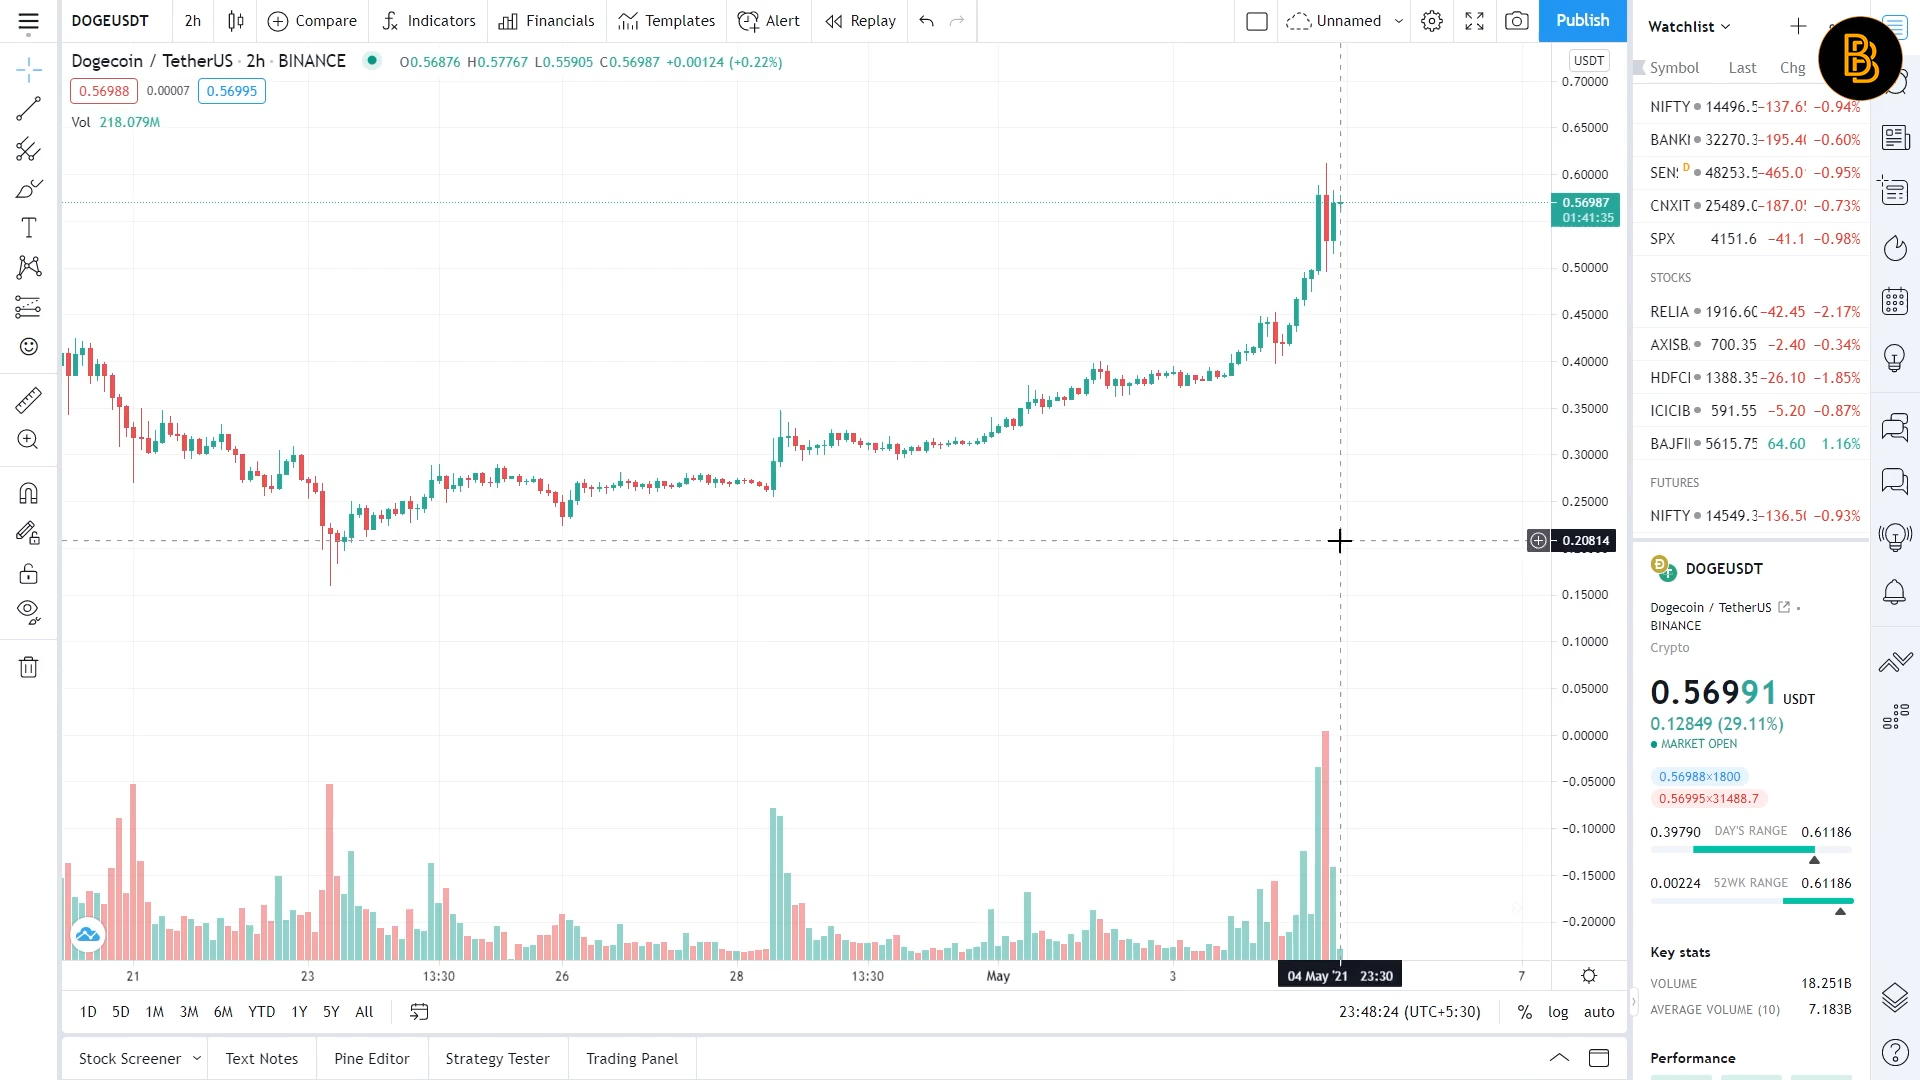 DOGEUSDT 2h Compare Indicators Financials Templates Alert Replay Unnamed Publish
Dogecoin / TetherUS · 2h · BINANCE O0.56876 H0.57767 L0.55905 C0.56987 +0.00124 (+0.22%)
0.56988 0.00007 0.56995
Vol 218.079M
USDT
0.70000
0.65000
0.60000
0.56987
01:41:35
0.50000
0.45000
0.40000
0.35000
0.30000
0.25000
0.20814
0.15000
0.10000
0.05000
0.00000
−0.05000
−0.10000
−0.15000
−0.20000
21 23 13:30 26 28 13:30 May 3 04 May '21 23:30 7
1D 5D 1M 3M 6M YTD 1Y 5Y All 23:48:24 (UTC+5:30) % log auto
Stock Screener Text Notes Pine Editor Strategy Tester Trading Panel
Watchlist
Symbol Last Chg
NIFTY 14496.5 −137.65 −0.94%
BANKI 32270.3 −195.40 −0.60%
SEN D 48253.5 −465.0 −0.95%
CNXIT 25489.0 −187.0 −0.73%
SPX 4151.6 −41.1 −0.98%
STOCKS
RELIA 1916.60 −42.45 −2.17%
AXISB. 700.35 −2.40 −0.34%
HDFCI 1388.35 −26.10 −1.85%
ICICIB 591.55 −5.20 −0.87%
BAJFI 5615.75 64.60 1.16%
FUTURES
NIFTY 14549.3 −136.50 −0.93%
DOGEUSDT
Dogecoin / TetherUS ·
BINANCE
Crypto
0.56991 USDT
0.12849 (29.11%)
MARKET OPEN
0.56988×1800
0.56995×31488.7
0.39790 DAY'S RANGE 0.61186
0.00224 52WK RANGE 0.61186
Key stats
VOLUME 18.251B
AVERAGE VOLUME (10) 7.183B
Performance